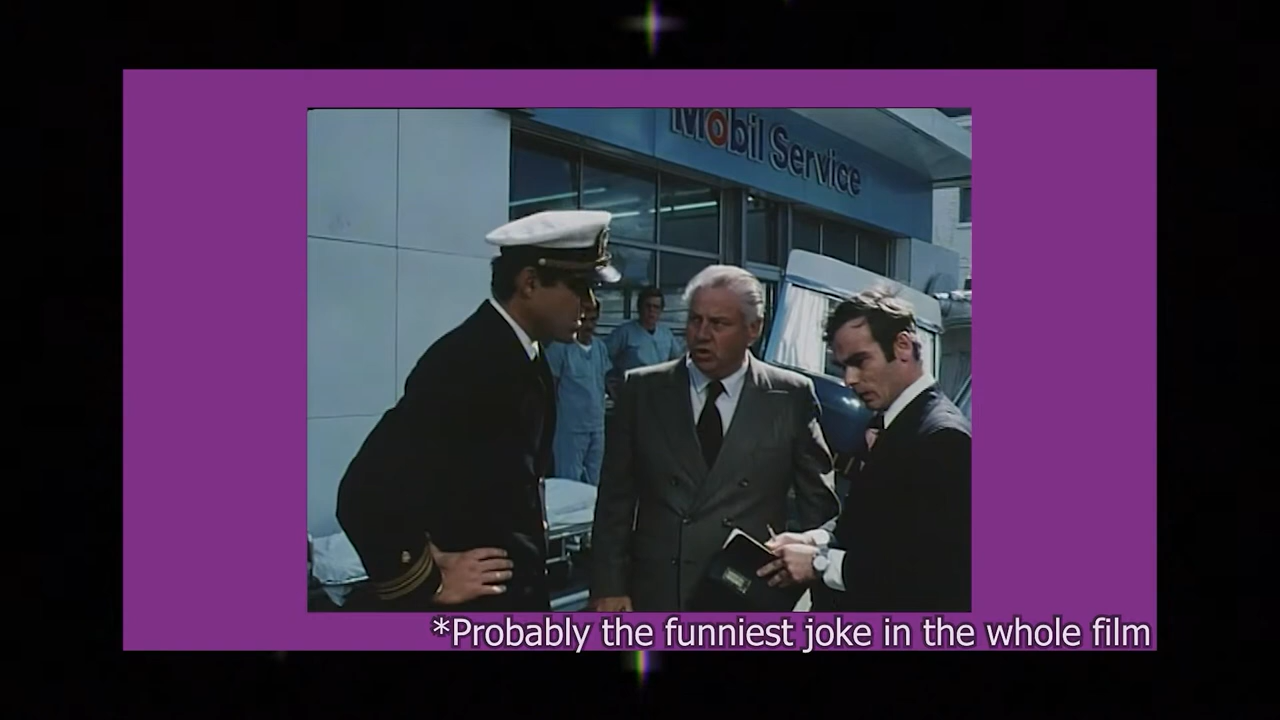 Mobil Service
*Probably the funniest joke in the whole film